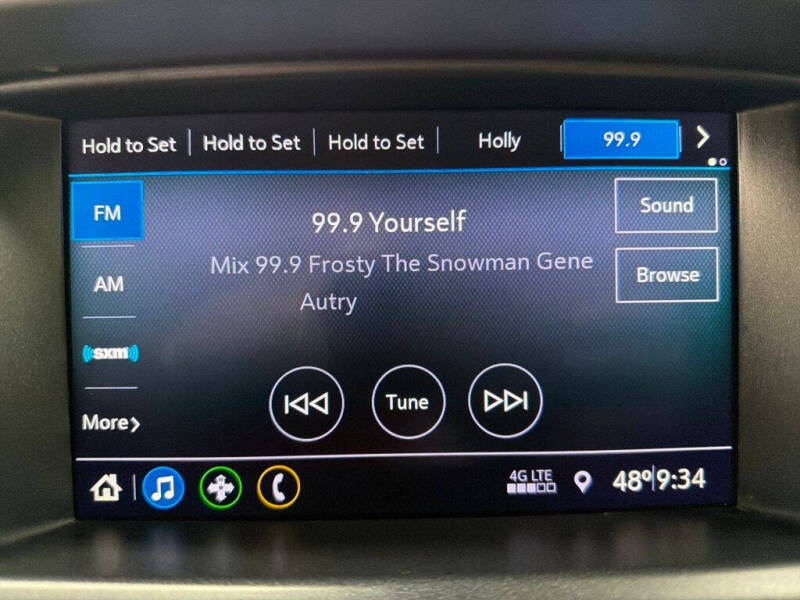 Hold to Set Hold to Set Hold to Set Holly 99.9
FM
99.9 Yourself
Sound
Mix 99.9 Frosty The Snowman Gene
Autry
Browse
AM
sxm
More
Tune
4G LTE
48° 9:34